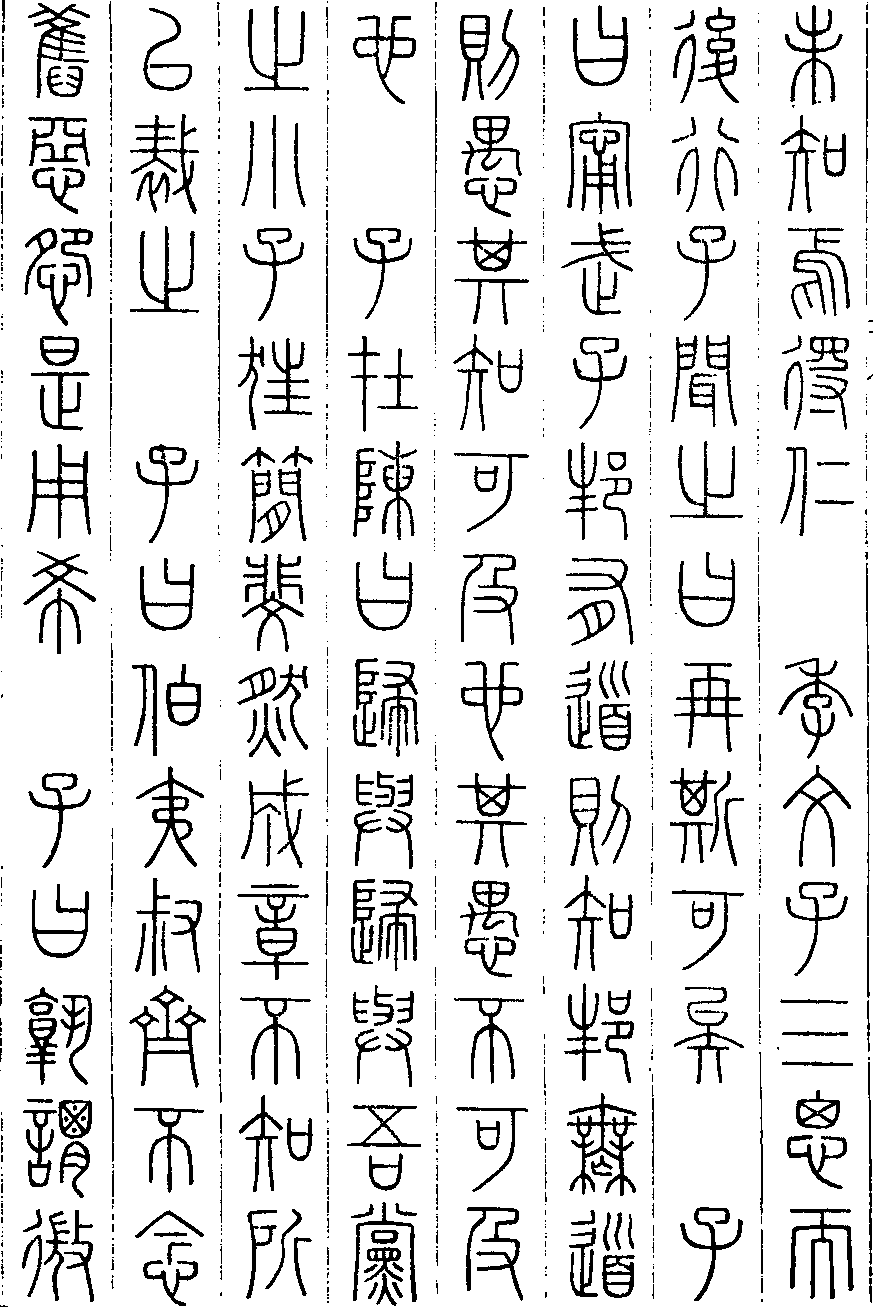 未知焉得仁　季文子三思而
後行子聞之曰再斯可矣　子
曰甯武子邦有道則知邦無道
則愚其知可及也其愚不可及
也　子在陳曰歸與歸與吾黨
之小子狂簡斐然成章不知所
以裁之　子曰伯夷叔齊不念
舊惡怨是用希　子曰孰謂微